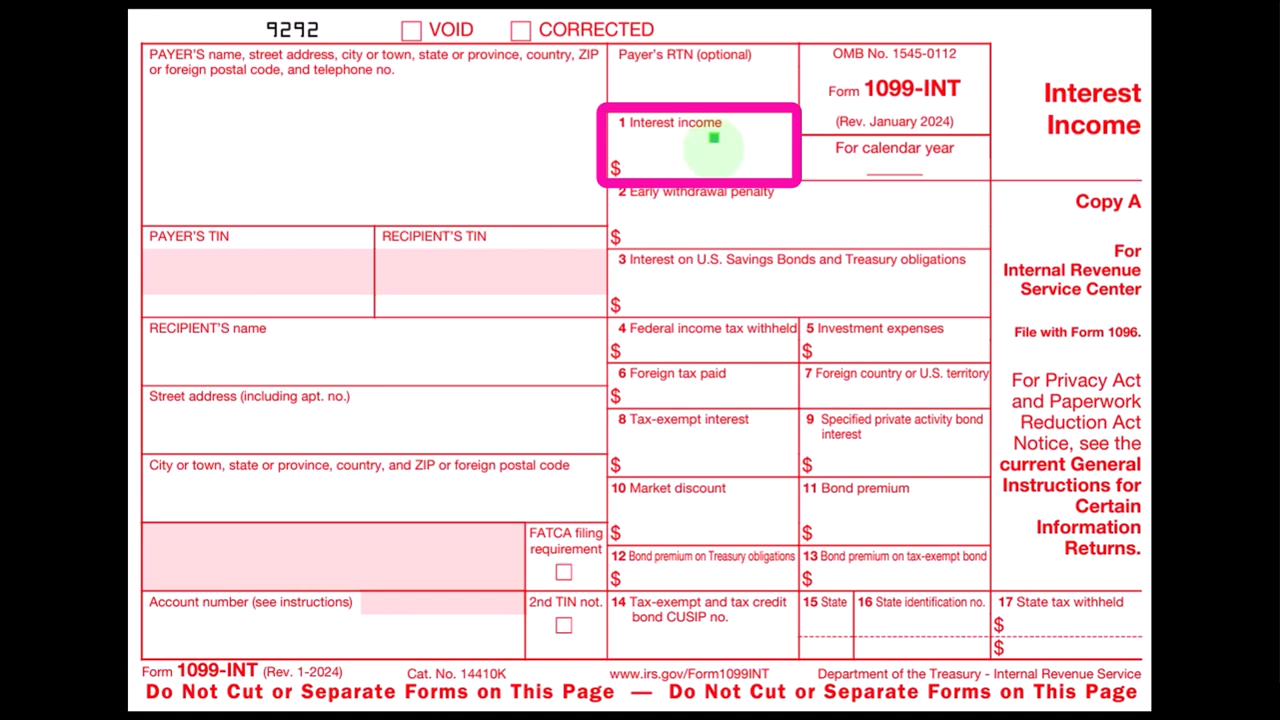 9292
VOID
CORRECTED
PAYER'S name, street address, city or town, state or province, country, ZIP
or foreign postal code, and telephone no.
Payer's RTN (optional)
OMB No. 1545-0112
Form 1099-INT
(Rev. January 2024)
For calendar year
Interest
Income
1 Interest income
$
2 Early withdrawal penalty
$
Copy A
For
Internal Revenue
Service Center
File with Form 1096.
For Privacy Act
and Paperwork
Reduction Act
Notice, see the
current General
Instructions for
Certain
Information
Returns.
PAYER'S TIN
RECIPIENT'S TIN
3 Interest on U.S. Savings Bonds and Treasury obligations
$
RECIPIENT'S name
4 Federal income tax withheld
$
5 Investment expenses
$
6 Foreign tax paid
$
7 Foreign country or U.S. territory
Street address (including apt. no.)
8 Tax-exempt interest
$
9 Specified private activity bond
interest
$
City or town, state or province, country, and ZIP or foreign postal code
10 Market discount
$
11 Bond premium
$
FATCA filing
requirement
12 Bond premium on Treasury obligations
$
13 Bond premium on tax-exempt bond
$
Account number (see instructions)
2nd TIN not.
14 Tax-exempt and tax credit
bond CUSIP no.
15 State
16 State identification no.
17 State tax withheld
$
$
Form 1099-INT (Rev. 1-2024)
Cat. No. 14410K
www.irs.gov/Form1099INT
Department of the Treasury - Internal Revenue Service
Do Not Cut or Separate Forms on This Page — Do Not Cut or Separate Forms on This Page